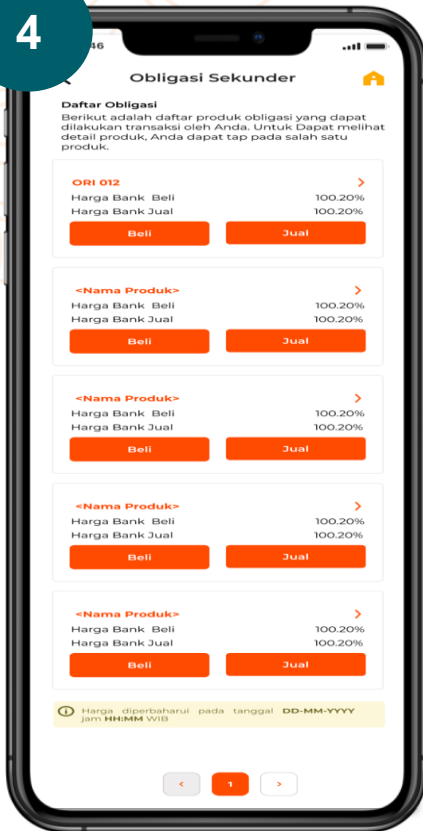 4
46
Obligasi Sekunder
Daftar Obligasi
Berikut adalah daftar produk obligasi yang dapat
dilakukan transaksi oleh Anda. Untuk Dapat melihat
detail produk, Anda dapat tap pada salah satu
produk.
ORI 012 >
Harga Bank Beli 100.20%
Harga Bank Jual 100.20%
Beli Jual
<Nama Produk> >
Harga Bank Beli 100.20%
Harga Bank Jual 100.20%
Beli Jual
<Nama Produk> >
Harga Bank Beli 100.20%
Harga Bank Jual 100.20%
Beli Jual
<Nama Produk> >
Harga Bank Beli 100.20%
Harga Bank Jual 100.20%
Beli Jual
<Nama Produk> >
Harga Bank Beli 100.20%
Harga Bank Jual 100.20%
Beli Jual
Harga diperbaharui pada tanggal DD-MM-YYYY
jam HH:MM WIB
< 1 >